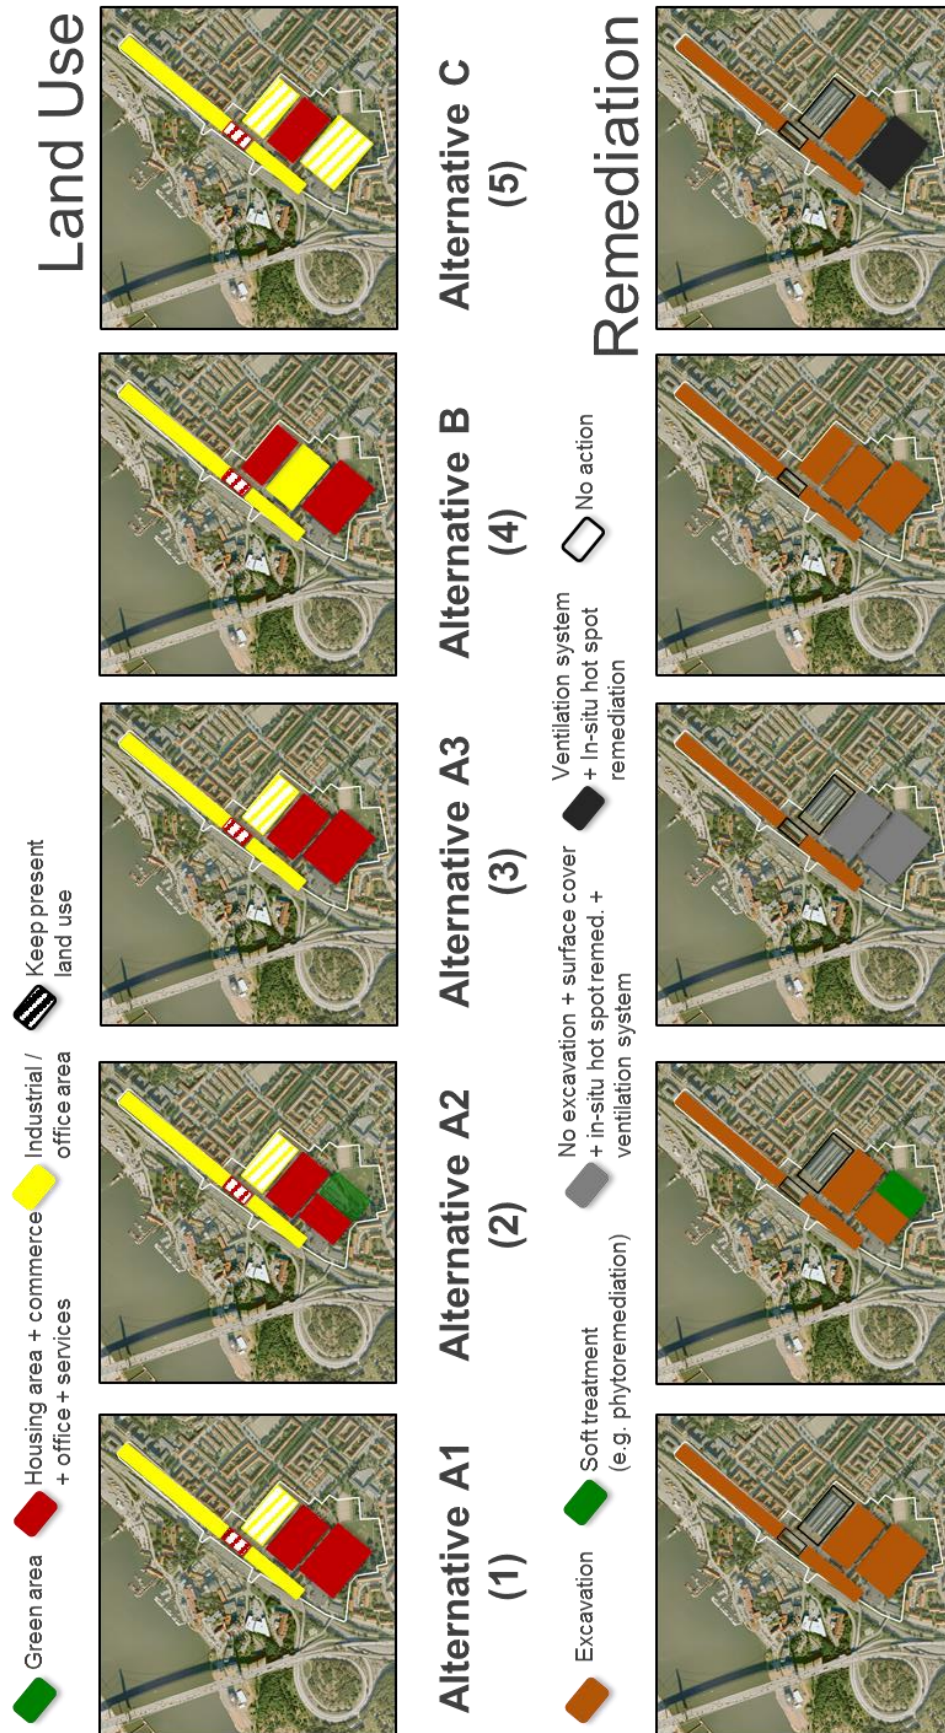 Land Use
Green area
Housing area + commerce
+ office + services
Industrial /
office area
Keep present
land use
Alternative A1
(1)
Alternative A2
(2)
Alternative A3
(3)
Alternative B
(4)
Alternative C
(5)
Remediation
Excavation
Soft treatment
(e.g. phytoremediation)
No excavation + surface cover
+ in-situ hot spot remed. +
ventilation system
Ventilation system
+ In-situ hot spot
remediation
No action